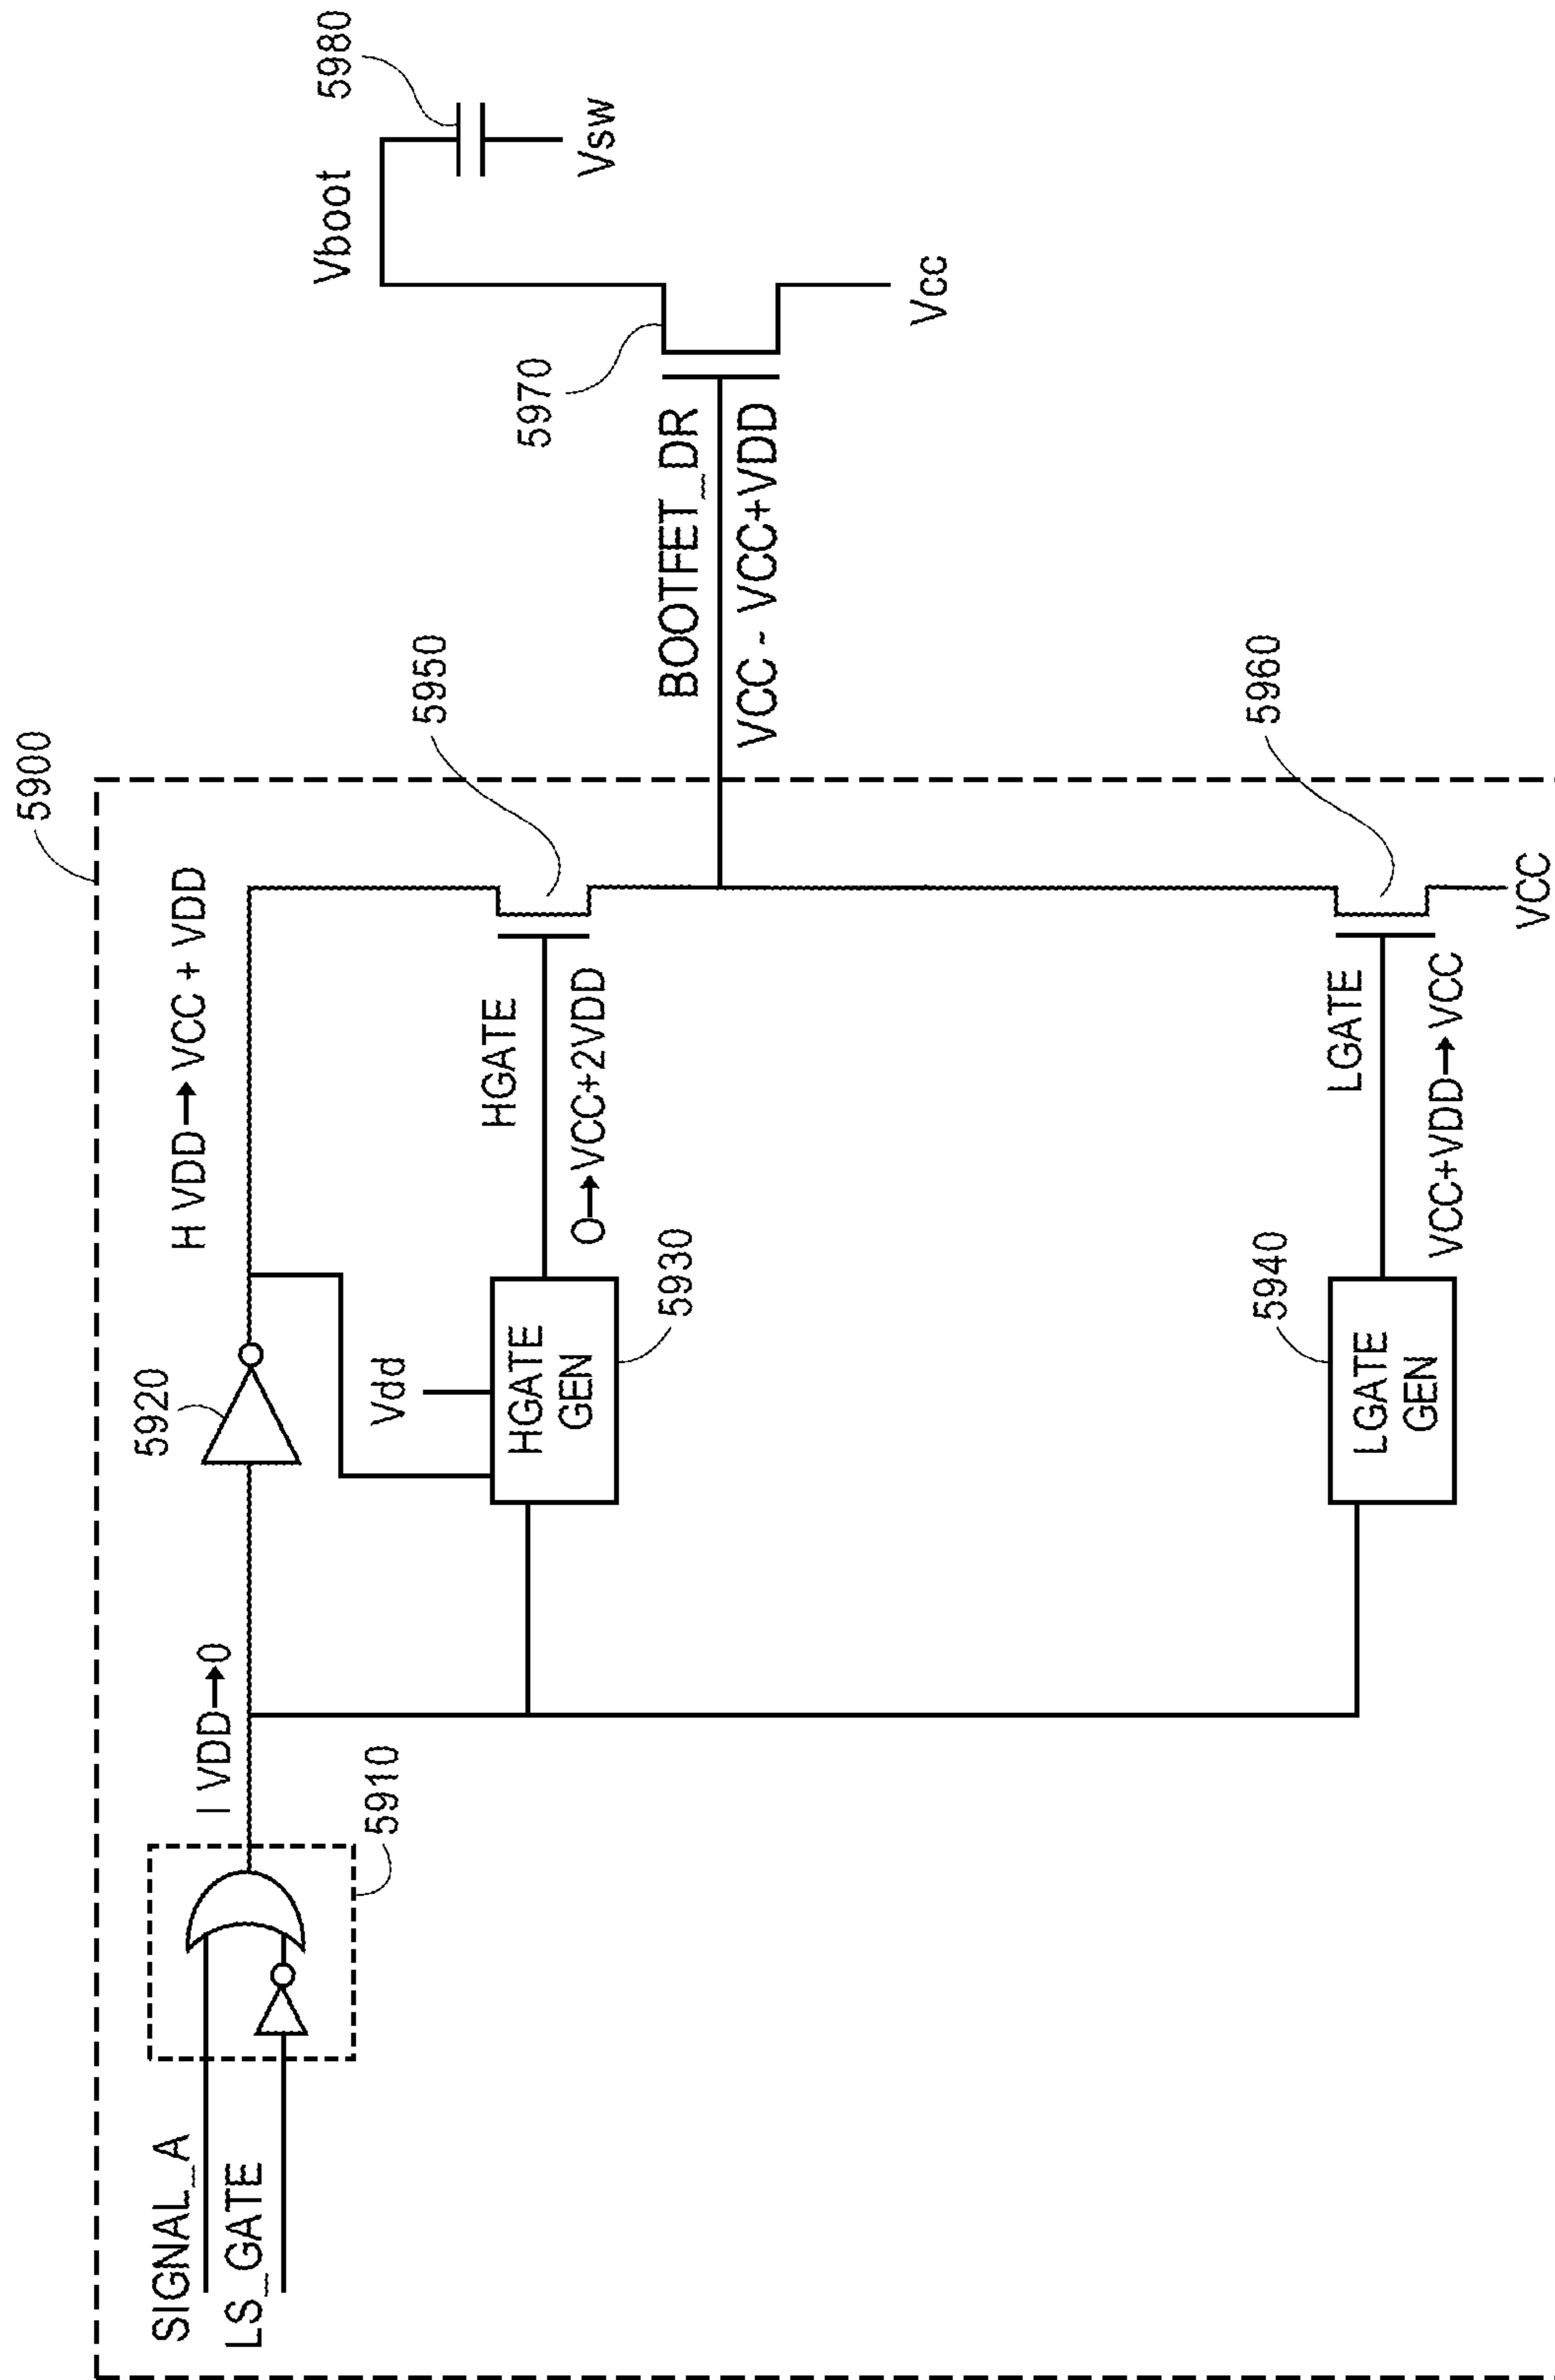 5900
SIGNAL_A
LS_GATE
5910
I VDD→0
5920
H VDD→VCC + VDD
Vdd
HGATE
GEN
5930
HGATE
O→VCC+2VDD
5950
LGATE
GEN
5940
LGATE
VCC+VDD→VCC
5960
VCC
BOOTFET_DR
VCC - VCC+VDD
5970
Vcc
Vboot
5980
Vsw